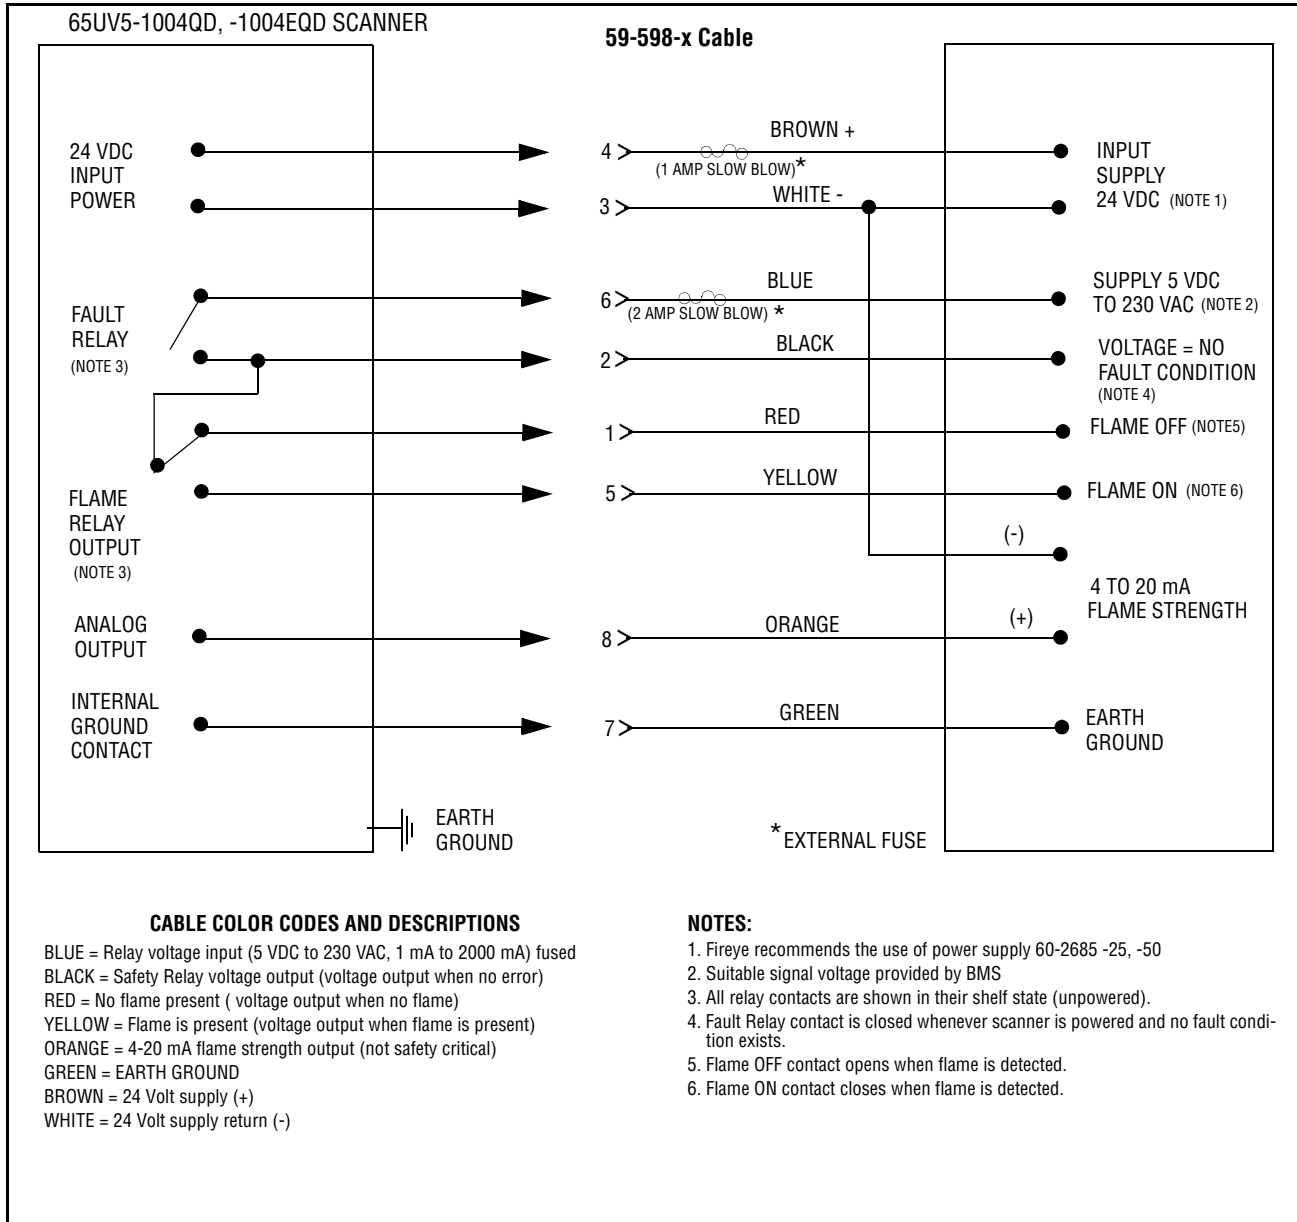 65UV5-1004QD, -1004EQD SCANNER
59-598-x Cable
24 VDC
INPUT
POWER
4
BROWN +
(1 AMP SLOW BLOW)*
INPUT
SUPPLY
24 VDC (NOTE 1)
3
WHITE -
FAULT
RELAY
(NOTE 3)
6
BLUE
(2 AMP SLOW BLOW) *
SUPPLY 5 VDC
TO 230 VAC (NOTE 2)
2
BLACK
VOLTAGE = NO
FAULT CONDITION
(NOTE 4)
1
RED
FLAME OFF (NOTE5)
FLAME
RELAY
OUTPUT
(NOTE 3)
5
YELLOW
FLAME ON (NOTE 6)
(-)
4 TO 20 mA
FLAME STRENGTH
(+)
ANALOG
OUTPUT
8
ORANGE
INTERNAL
GROUND
CONTACT
7
GREEN
EARTH
GROUND
EARTH
GROUND
*EXTERNAL FUSE
CABLE COLOR CODES AND DESCRIPTIONS
BLUE = Relay voltage input (5 VDC to 230 VAC, 1 mA to 2000 mA) fused
BLACK = Safety Relay voltage output (voltage output when no error)
RED = No flame present ( voltage output when no flame)
YELLOW = Flame is present (voltage output when flame is present)
ORANGE = 4-20 mA flame strength output (not safety critical)
GREEN = EARTH GROUND
BROWN = 24 Volt supply (+)
WHITE = 24 Volt supply return (-)
NOTES:
1. Fireye recommends the use of power supply 60-2685 -25, -50
2. Suitable signal voltage provided by BMS
3. All relay contacts are shown in their shelf state (unpowered).
4. Fault Relay contact is closed whenever scanner is powered and no fault condi-
tion exists.
5. Flame OFF contact opens when flame is detected.
6. Flame ON contact closes when flame is detected.